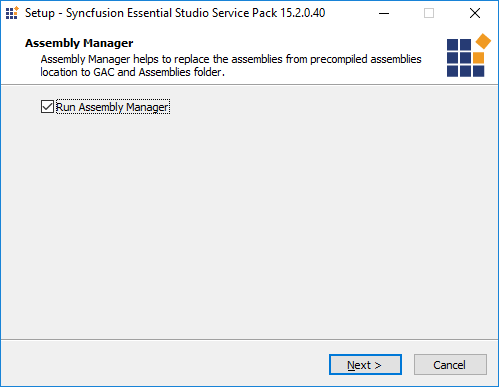 Setup - Syncfusion Essential Studio Service Pack 15.2.0.40
Assembly Manager
Assembly Manager helps to replace the assemblies from precompiled assemblies
location to GAC and Assemblies folder.
Run Assembly Manager
Next >
Cancel